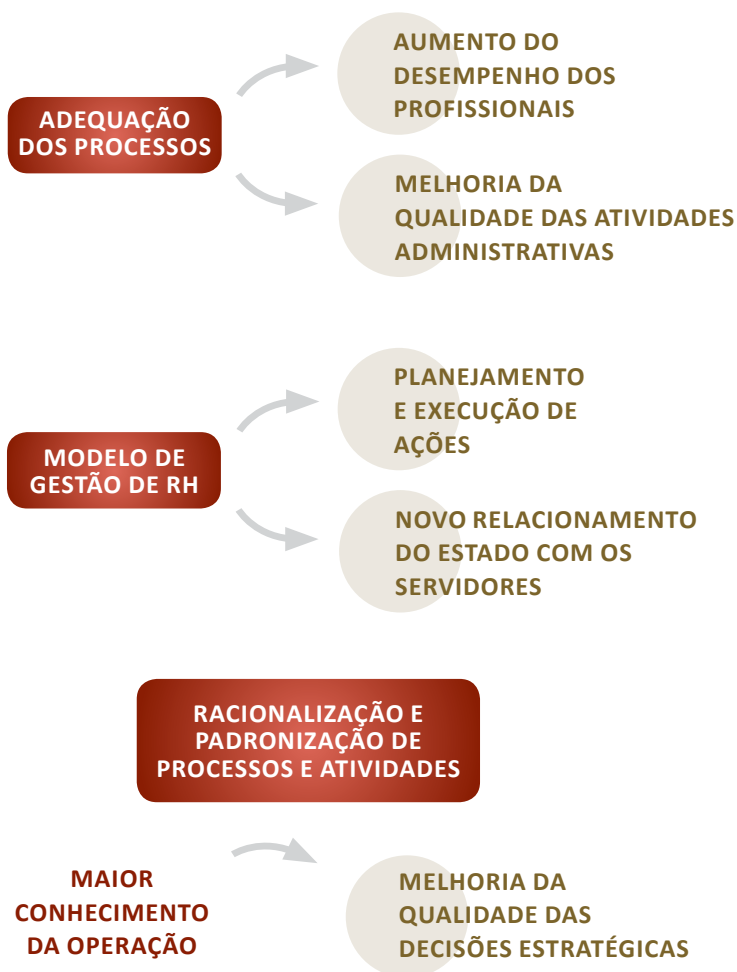 ADEQUAÇÃO
DOS PROCESSOS
AUMENTO DO
DESEMPENHO DOS
PROFISSIONAIS
MELHORIA DA
QUALIDADE DAS ATIVIDADES
ADMINISTRATIVAS
MODELO DE
GESTÃO DE RH
PLANEJAMENTO
E EXECUÇÃO DE
AÇÕES
NOVO RELACIONAMENTO
DO ESTADO COM OS
SERVIDORES
RACIONALIZAÇÃO E
PADRONIZAÇÃO DE
PROCESSOS E ATIVIDADES
MAIOR
CONHECIMENTO
DA OPERAÇÃO
MELHORIA DA
QUALIDADE DAS
DECISÕES ESTRATÉGICAS